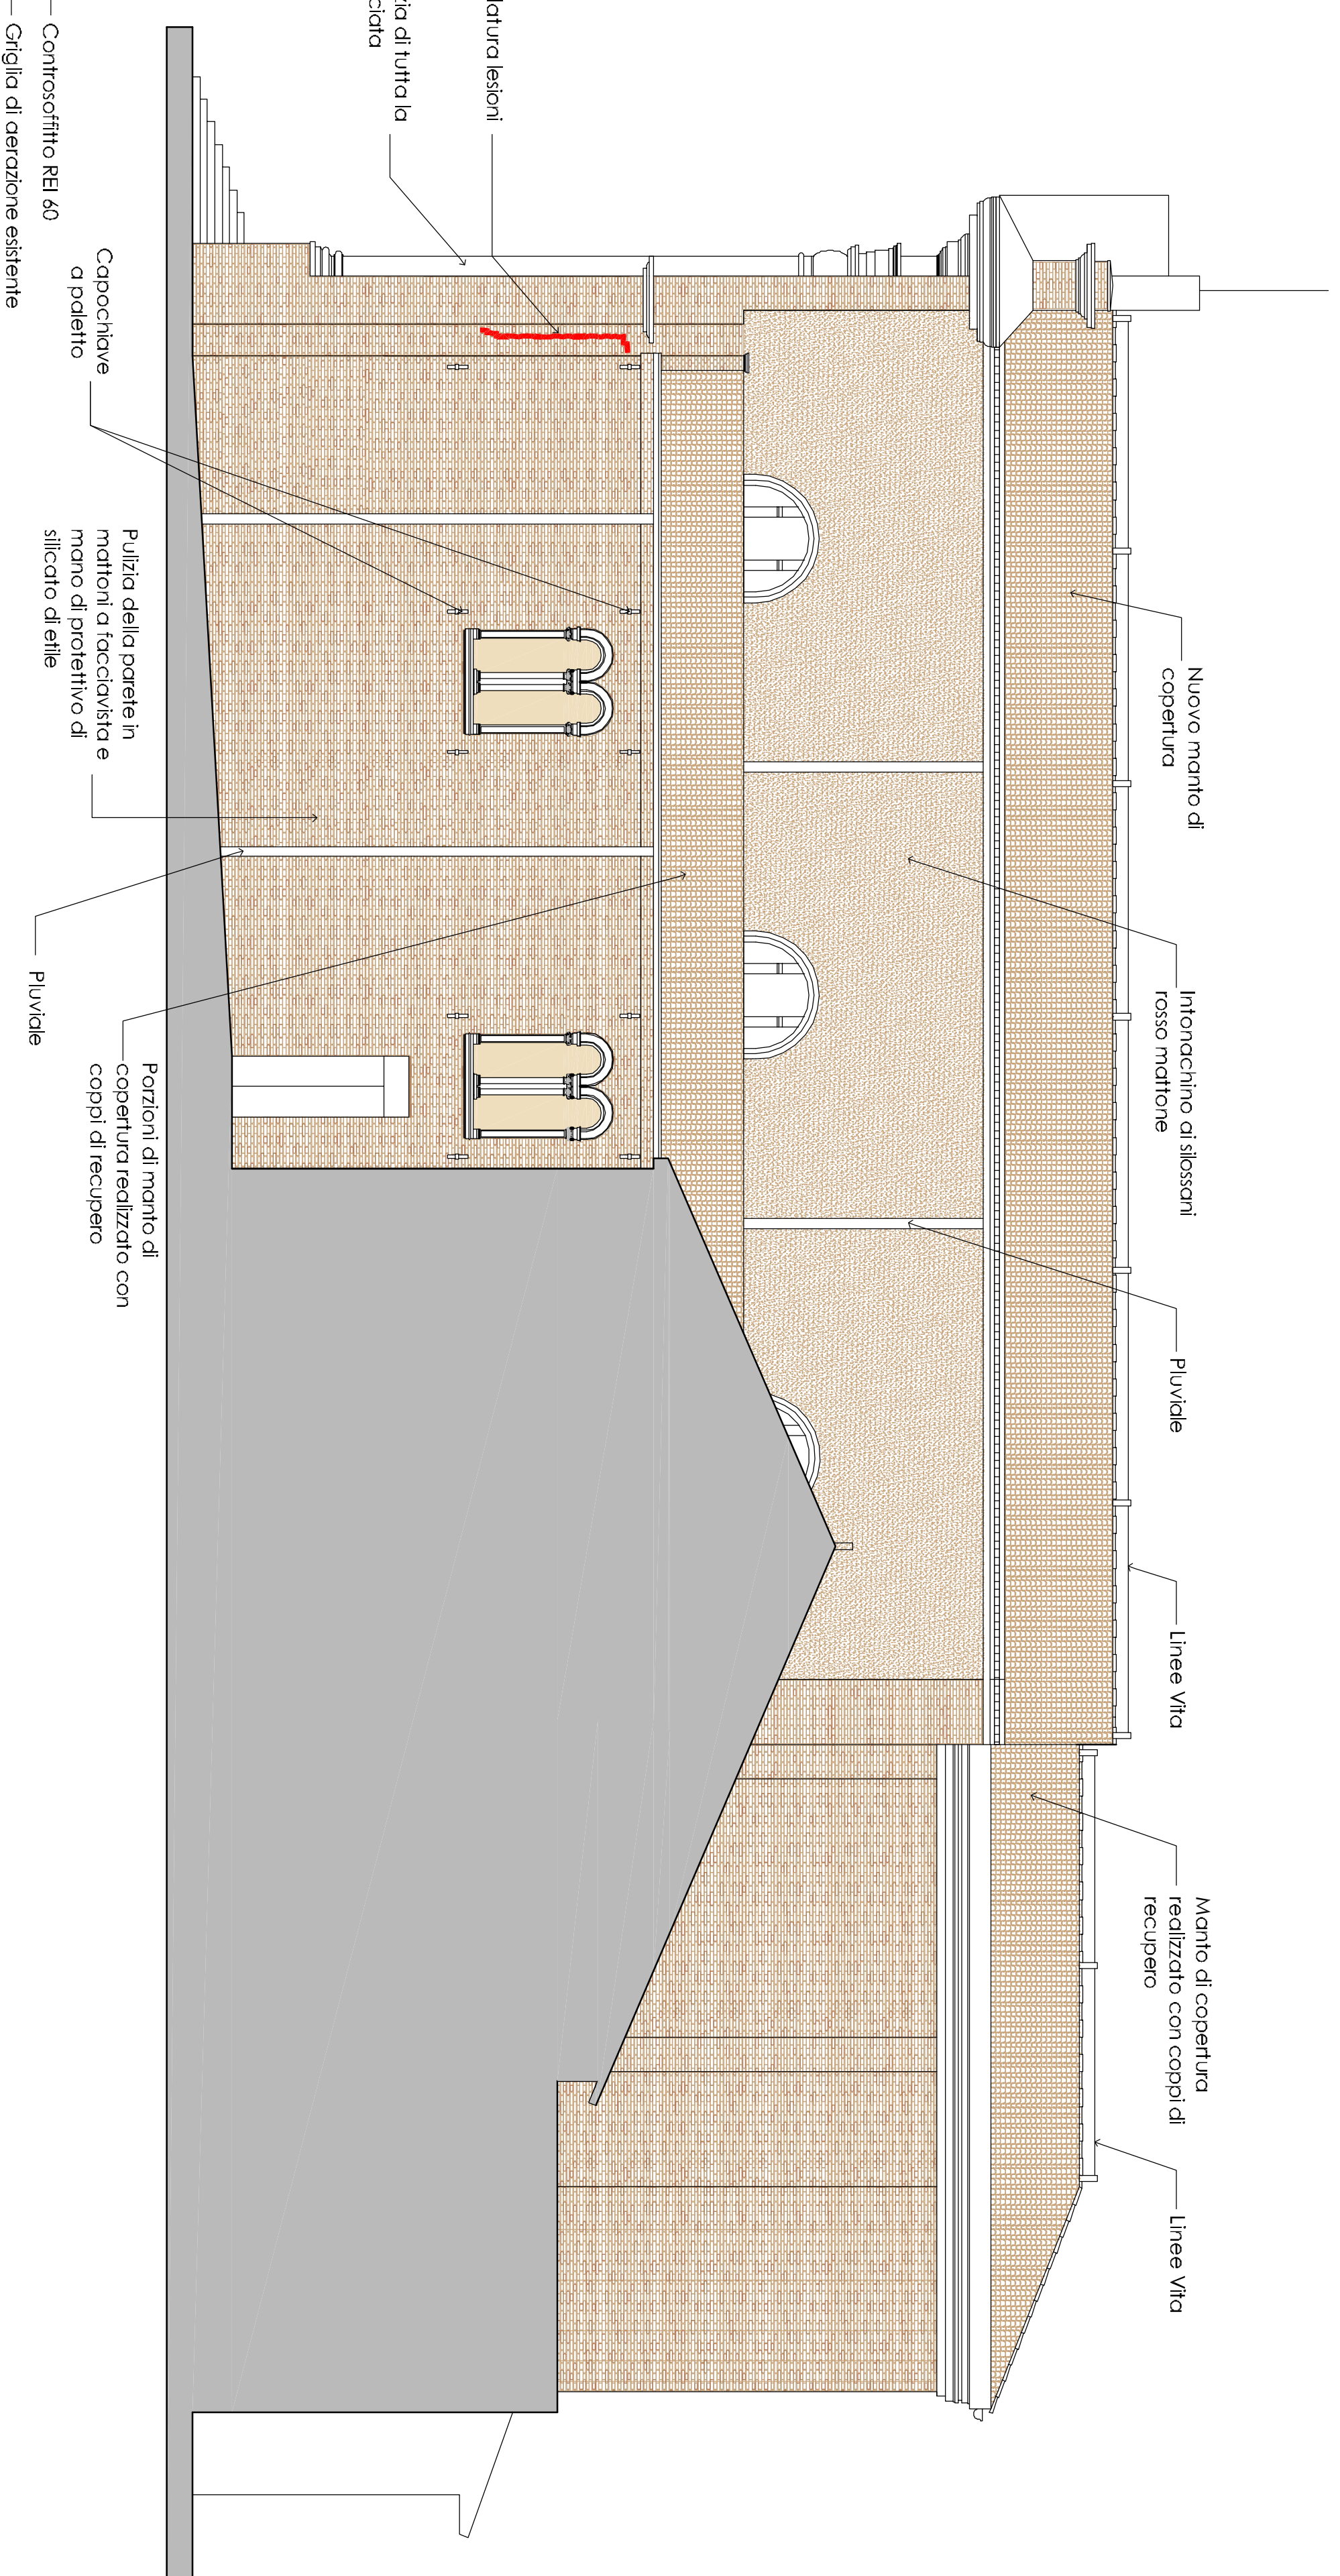 Nuovo manto di
copertura
Intonachino ai silossani
rosso mattone
Pluviale
Linee Vita
Manto di copertura
realizzato con coppi di
recupero
Linee Vita
lesioni
di tutta la
Controsoffitto REI 60
Griglia di aerazione esistente
Capochiave
a paletto
Pulizia della parete in
mattoni a facciavista e
mano di protettivo di
silicato di etile
Pluviale
Porzioni di manto di
copertura realizzato con
coppi di recupero